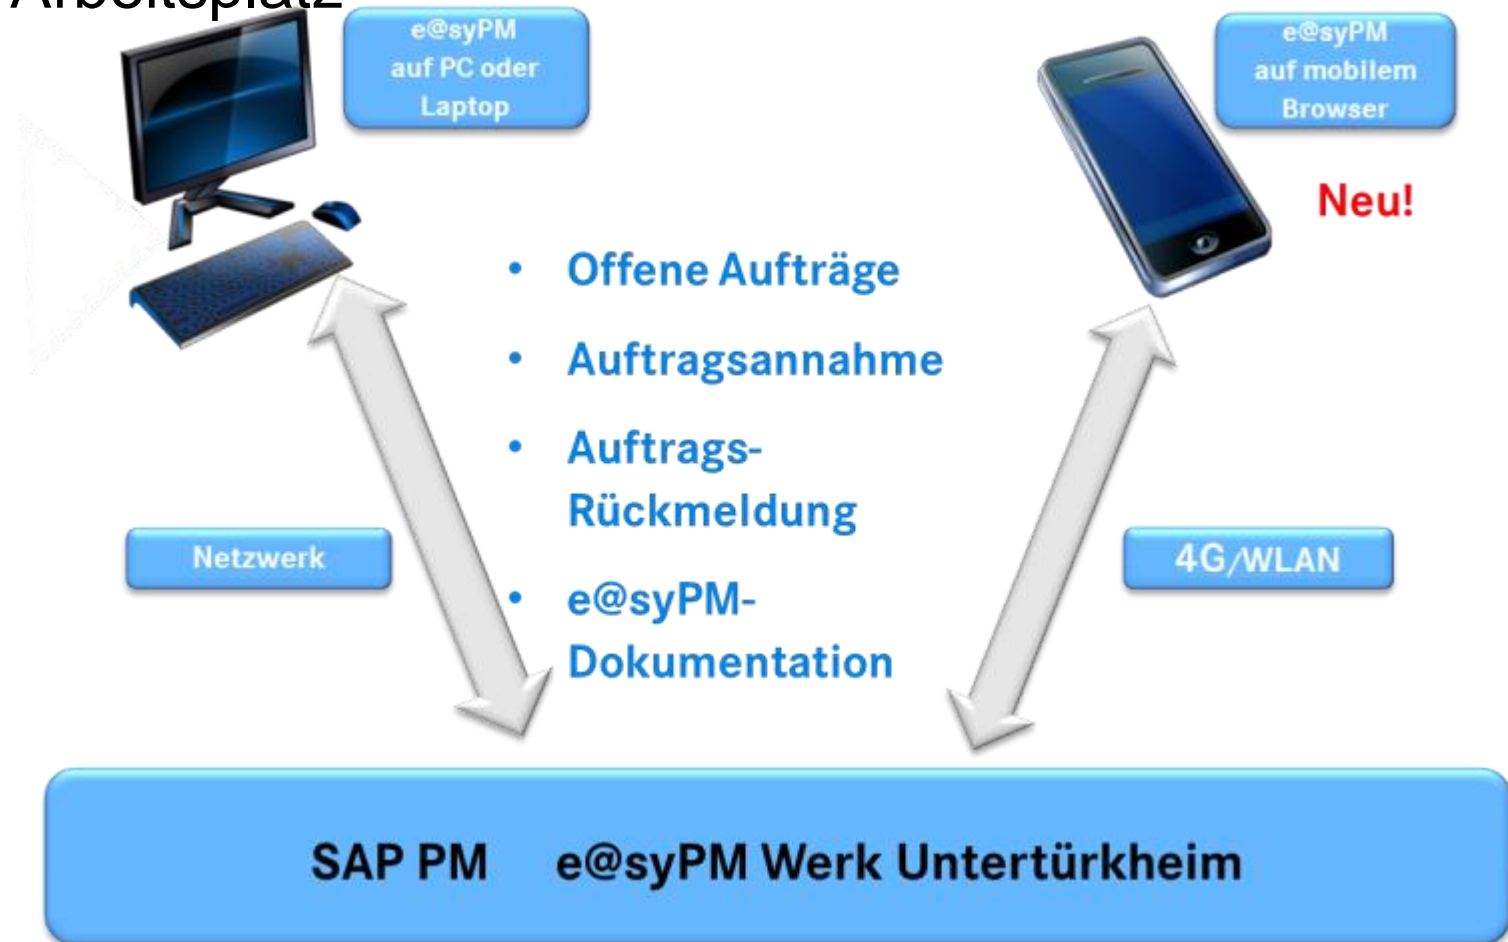 Arbeitsplatz
e@syPM
auf PC oder
Laptop
e@syPM
auf mobilem
Browser
Neu!
• Offene Aufträge
• Auftragsannahme
• Auftrags-
Rückmeldung
• e@syPM-
Dokumentation
Netzwerk
4G/WLAN
SAP PM e@syPM Werk Untertürkheim